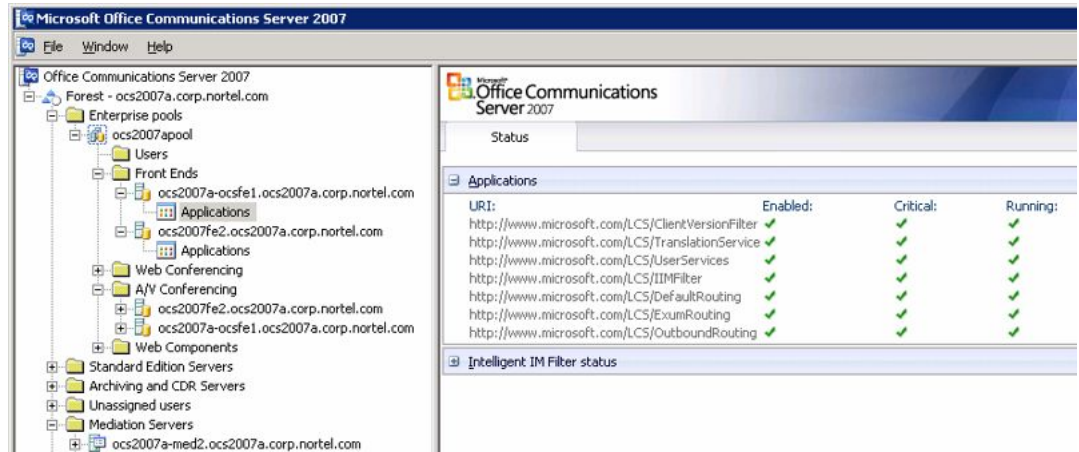 Microsoft Office Communications Server 2007
File Window Help
Office Communications Server 2007
Forest - ocs2007a.corp.nortel.com
Enterprise pools
ocs2007apool
Users
Front Ends
ocs2007a-ocsfe1.ocs2007a.corp.nortel.com
Applications
ocs2007fe2.ocs2007a.corp.nortel.com
Applications
Web Conferencing
A/V Conferencing
ocs2007fe2.ocs2007a.corp.nortel.com
ocs2007a-ocsfe1.ocs2007a.corp.nortel.com
Web Components
Standard Edition Servers
Archiving and CDR Servers
Unassigned users
Mediation Servers
ocs2007a-med2.ocs2007a.corp.nortel.com
Microsoft
Office Communications
Server 2007
Status
Applications
URI: Enabled: Critical: Running:
http://www.microsoft.com/LCS/ClientVersionFilter
http://www.microsoft.com/LCS/TranslationService
http://www.microsoft.com/LCS/UserServices
http://www.microsoft.com/LCS/IIMFilter
http://www.microsoft.com/LCS/DefaultRouting
http://www.microsoft.com/LCS/ExumRouting
http://www.microsoft.com/LCS/OutboundRouting
Intelligent IM Filter status